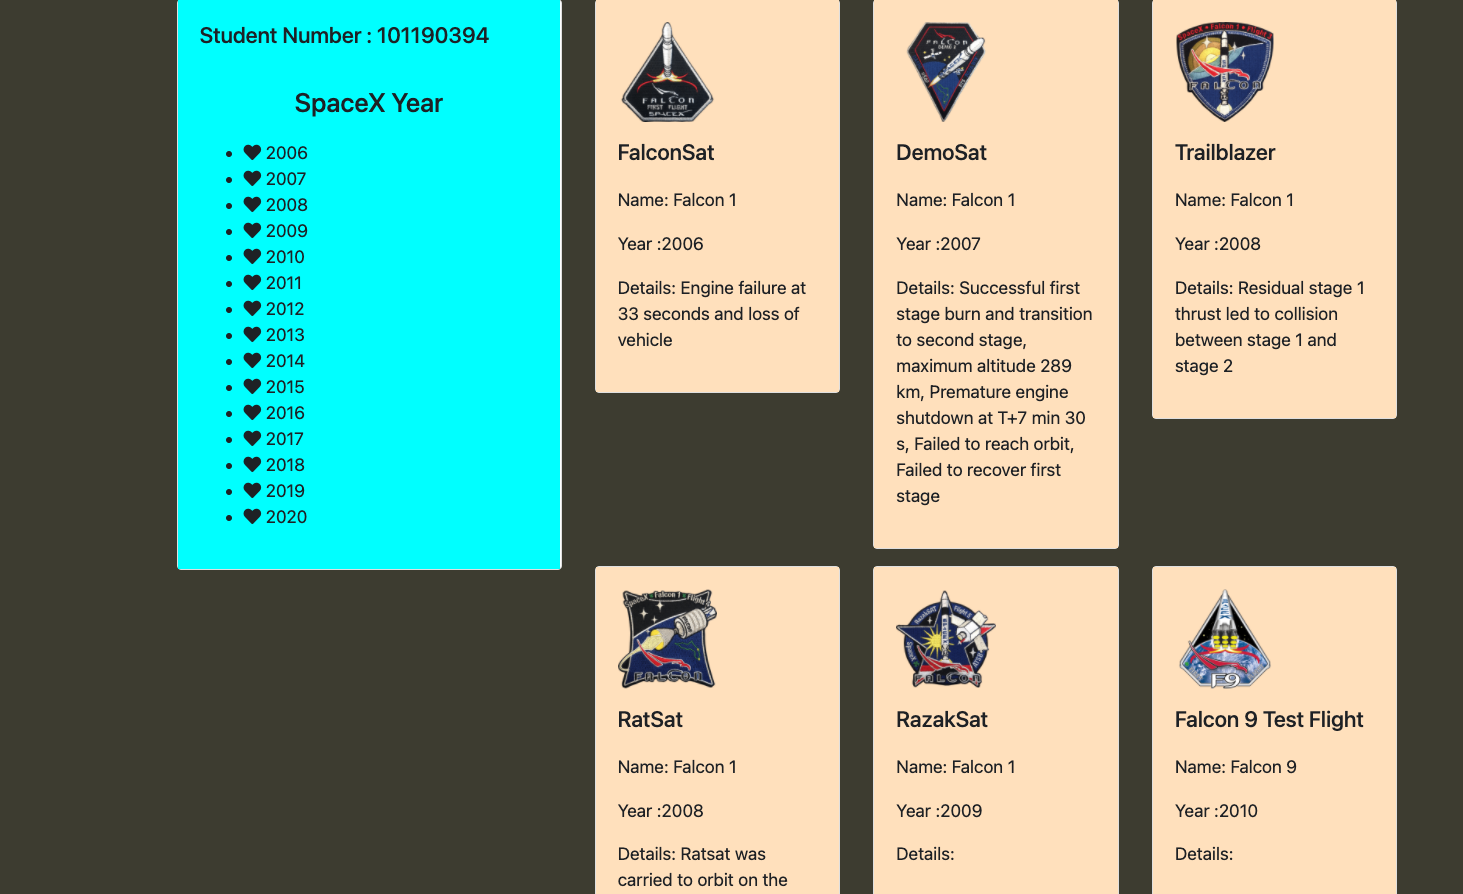 Student Number : 101190394
SpaceX Year
2006
2007
2008
2009
2010
2011
2012
2013
2014
2015
2016
2017
2018
2019
2020
FALCON
FIRST FLIGHT
SPACEX
FalconSat
Name: Falcon 1
Year :2006
Details: Engine failure at
33 seconds and loss of
vehicle
FALCON
DEMO 2
DemoSat
Name: Falcon 1
Year :2007
Details: Successful first
stage burn and transition
to second stage,
maximum altitude 289
km, Premature engine
shutdown at T+7 min 30
s, Failed to reach orbit,
Failed to recover first
stage
SpaceX • Falcon 1 • Flight 3
FALCON
Trailblazer
Name: Falcon 1
Year :2008
Details: Residual stage 1
thrust led to collision
between stage 1 and
stage 2
SpaceX Falcon 1 Flight
FALCON
RatSat
Name: Falcon 1
Year :2008
Details: Ratsat was
carried to orbit on the
RazakSAT
Flight 5
SpaceX
FALCON
RazakSat
Name: Falcon 1
Year :2009
Details:
F9
Falcon 9 Test Flight
Name: Falcon 9
Year :2010
Details: